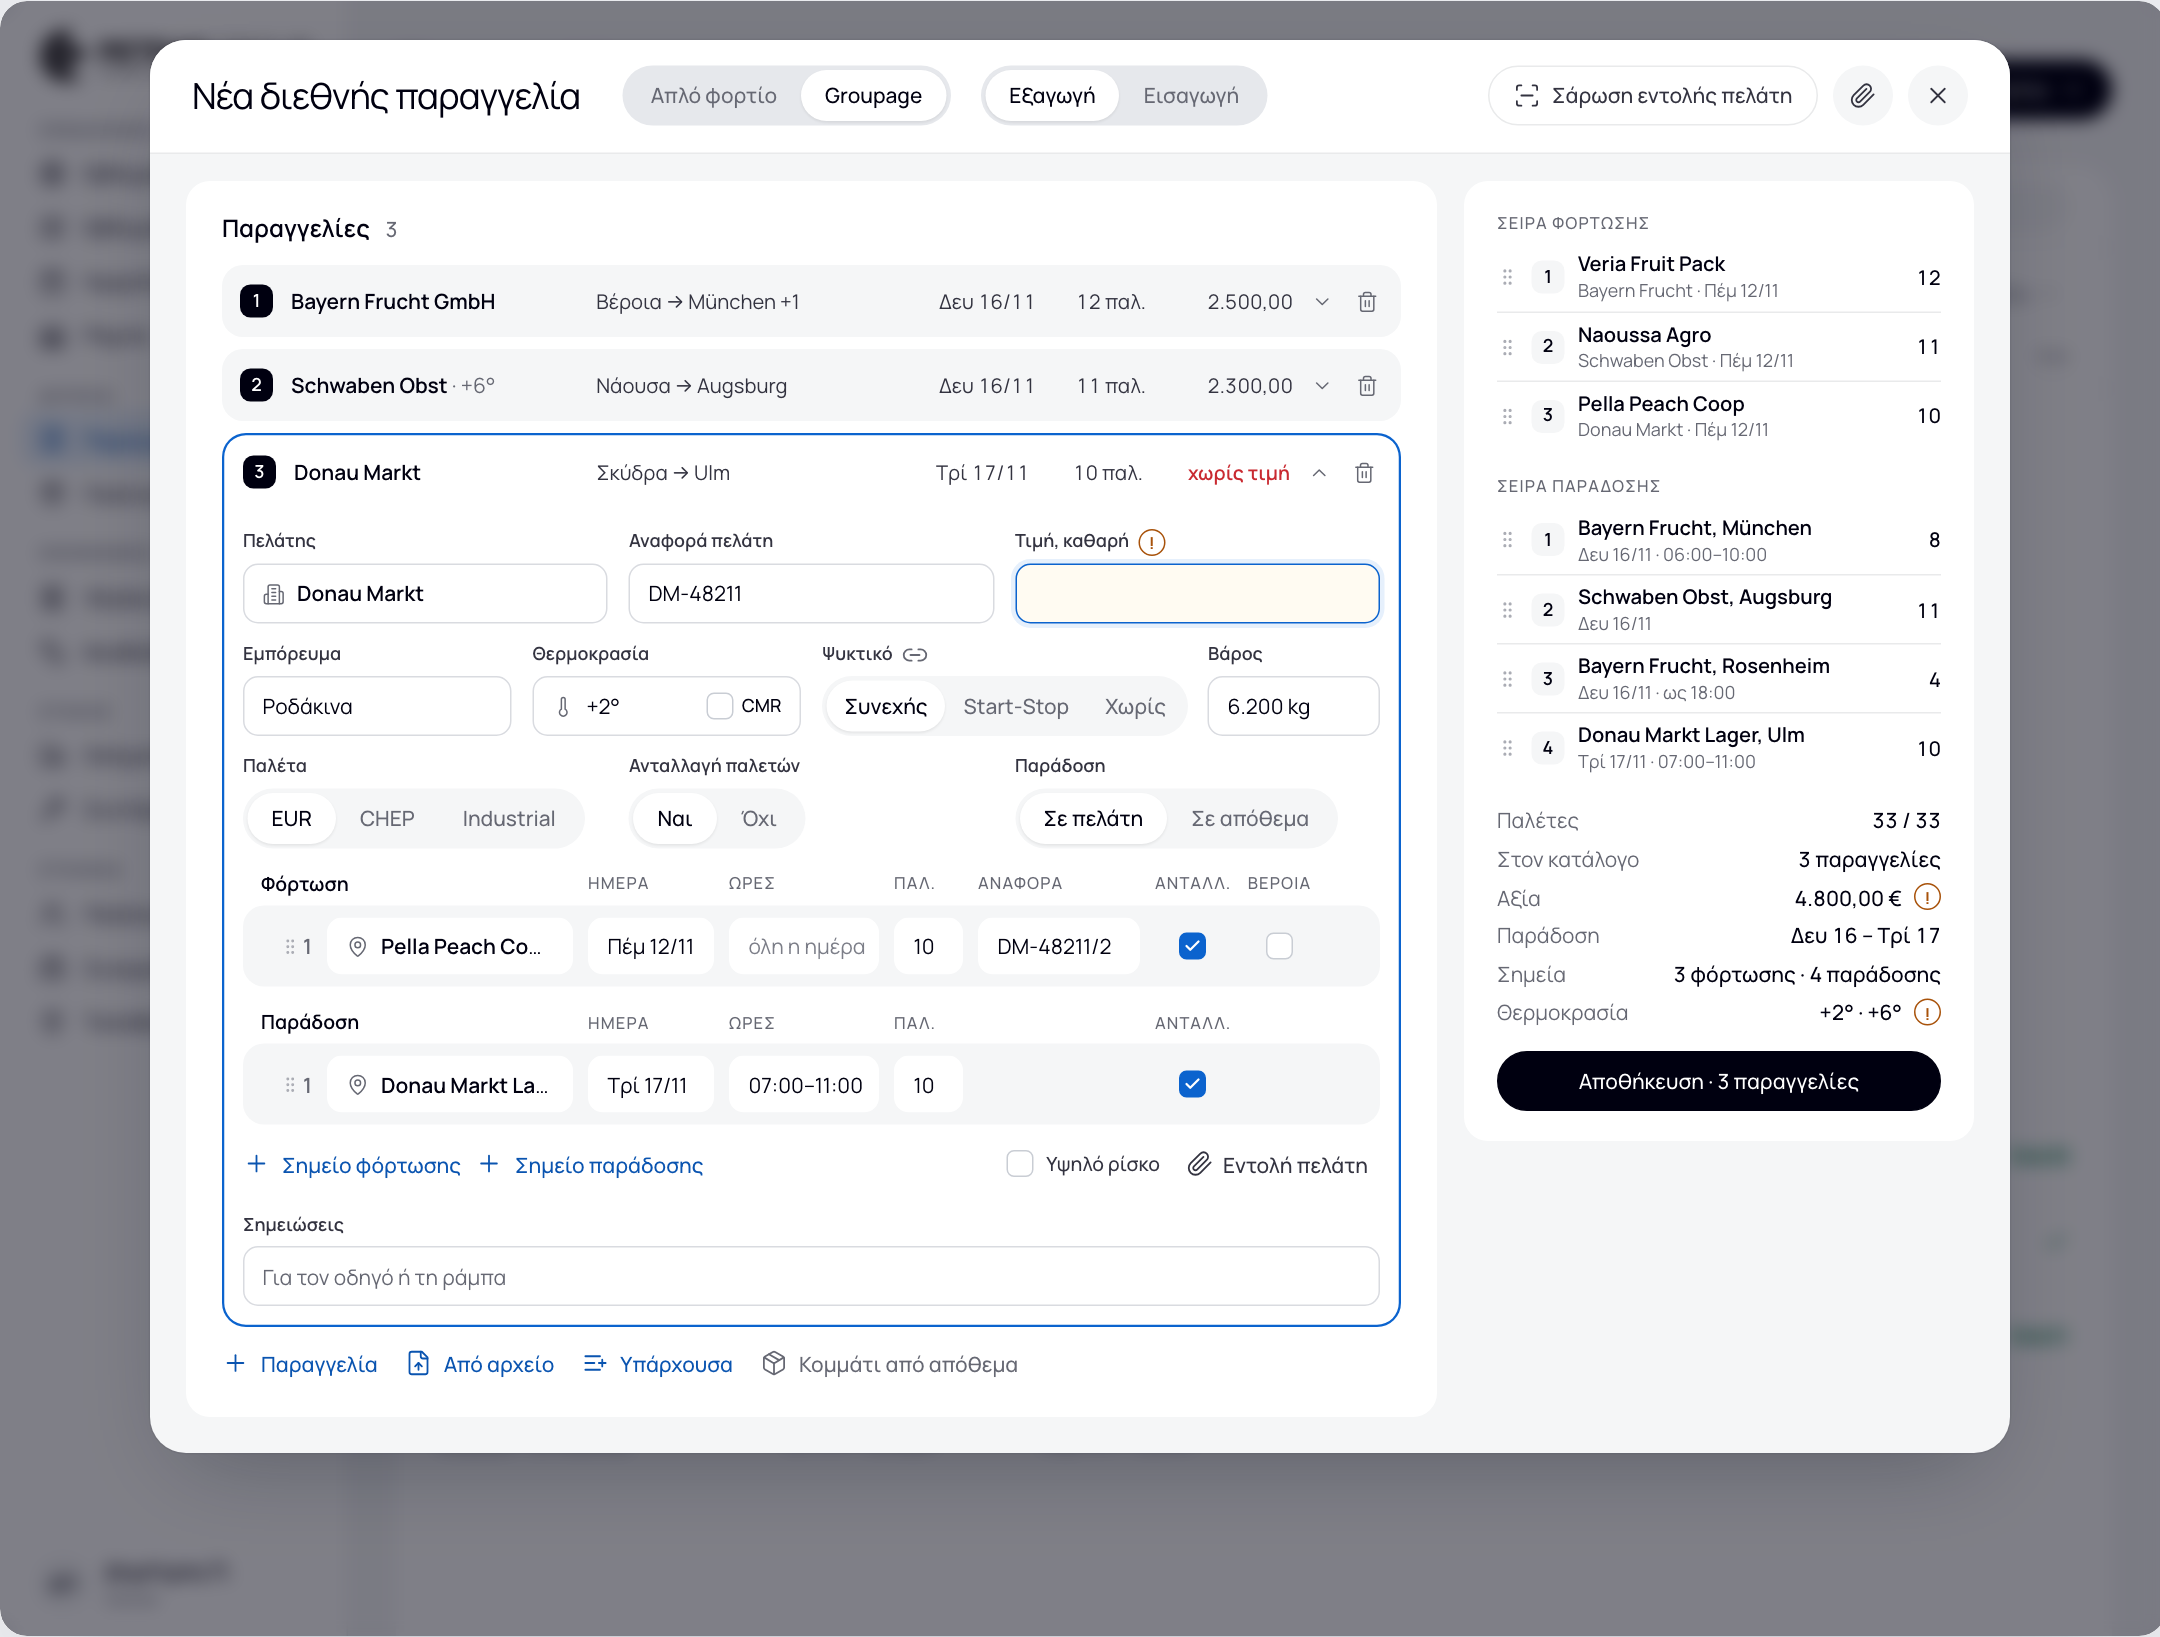 Νέα διεθνής παραγγελία
Απλό φορτίο Groupage
Εξαγωγή Εισαγωγή
Σάρωση εντολής πελάτη
Παραγγελίες 3
1 Bayern Frucht GmbH Βέροια → München +1 Δευ 16/11 12 παλ. 2.500,00
2 Schwaben Obst · +6° Νάουσα → Augsburg Δευ 16/11 11 παλ. 2.300,00
3 Donau Markt Σκύδρα → Ulm Τρί 17/11 10 παλ. χωρίς τιμή
Πελάτης Αναφορά πελάτη Τιμή, καθαρή
Donau Markt DM-48211
Εμπόρευμα Θερμοκρασία Ψυκτικό Βάρος
Ροδάκινα +2° CMR Συνεχής Start-Stop Χωρίς 6.200 kg
Παλέτα Ανταλλαγή παλετών Παράδοση
EUR CHEP Industrial Ναι Όχι Σε πελάτη Σε απόθεμα
Φόρτωση ΗΜΕΡΑ ΩΡΕΣ ΠΑΛ. ΑΝΑΦΟΡΑ ΑΝΤΑΛΛ. ΒΕΡΟΙΑ
1 Pella Peach Co... Πέμ 12/11 όλη η ημέρα 10 DM-48211/2
Παράδοση ΗΜΕΡΑ ΩΡΕΣ ΠΑΛ. ΑΝΤΑΛΛ.
1 Donau Markt La... Τρί 17/11 07:00–11:00 10
Σημείο φόρτωσης Σημείο παράδοσης Υψηλό ρίσκο Εντολή πελάτη
Σημειώσεις
Για τον οδηγό ή τη ράμπα
Παραγγελία Από αρχείο Υπάρχουσα Κομμάτι από απόθεμα
ΣΕΙΡΑ ΦΟΡΤΩΣΗΣ
1 Veria Fruit Pack 12
Bayern Frucht · Πέμ 12/11
2 Naoussa Agro 11
Schwaben Obst · Πέμ 12/11
3 Pella Peach Coop 10
Donau Markt · Πέμ 12/11
ΣΕΙΡΑ ΠΑΡΑΔΟΣΗΣ
1 Bayern Frucht, München 8
Δευ 16/11 · 06:00–10:00
2 Schwaben Obst, Augsburg 11
Δευ 16/11
3 Bayern Frucht, Rosenheim 4
Δευ 16/11 · ως 18:00
4 Donau Markt Lager, Ulm 10
Τρί 17/11 · 07:00–11:00
Παλέτες 33 / 33
Στον κατάλογο 3 παραγγελίες
Αξία 4.800,00 €
Παράδοση Δευ 16 – Τρί 17
Σημεία 3 φόρτωσης · 4 παράδοσης
Θερμοκρασία +2° · +6°
Αποθήκευση · 3 παραγγελίες